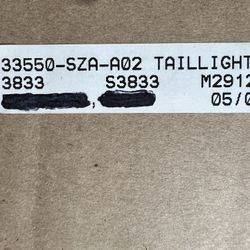 33550-SZA-A02 TAILLIGHT
3833 S3833 M2912
, 05/0